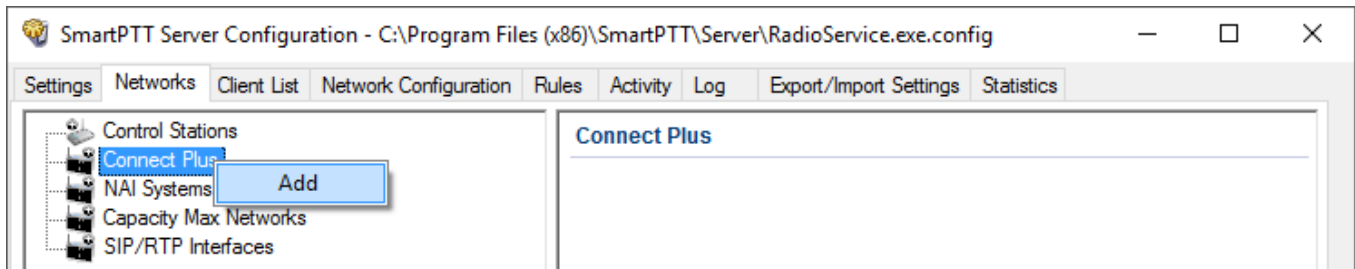 SmartPTT Server Configuration - C:\Program Files (x86)\SmartPTT\Server\RadioService.exe.config
Settings Networks Client List Network Configuration Rules Activity Log Export/Import Settings Statistics
Control Stations
Connect Plus
Add
NAI Systems
Capacity Max Networks
SIP/RTP Interfaces
Connect Plus